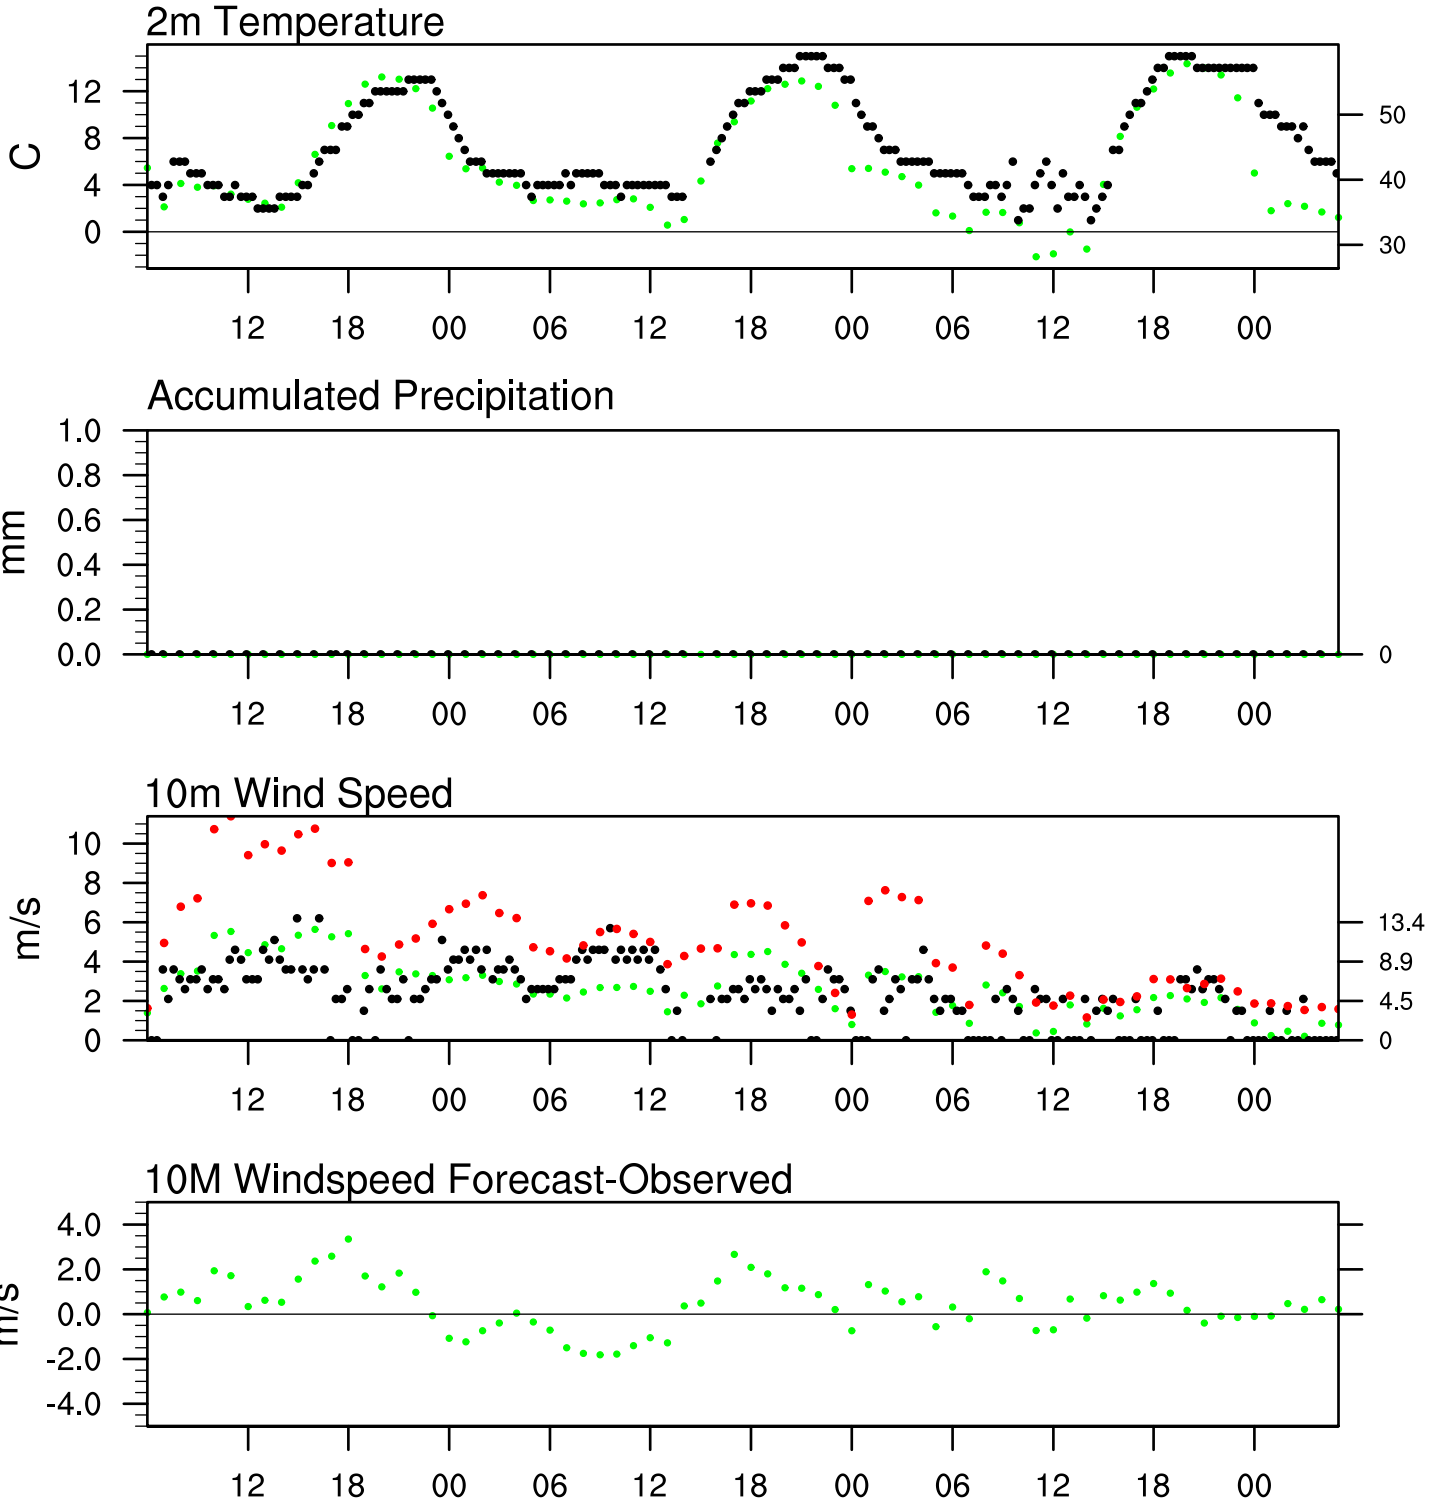 2m Temperature
C
12
8
4
0
50
40
30
12 18 00 06 12 18 00 06 12 18 00
Accumulated Precipitation
mm
1.0
0.8
0.6
0.4
0.2
0.0
0
12 18 00 06 12 18 00 06 12 18 00
10m Wind Speed
m/s
10
8
6
4
2
0
13.4
8.9
4.5
0
12 18 00 06 12 18 00 06 12 18 00
10M Windspeed Forecast-Observed
m/s
4.0
2.0
0.0
-2.0
-4.0
12 18 00 06 12 18 00 06 12 18 00